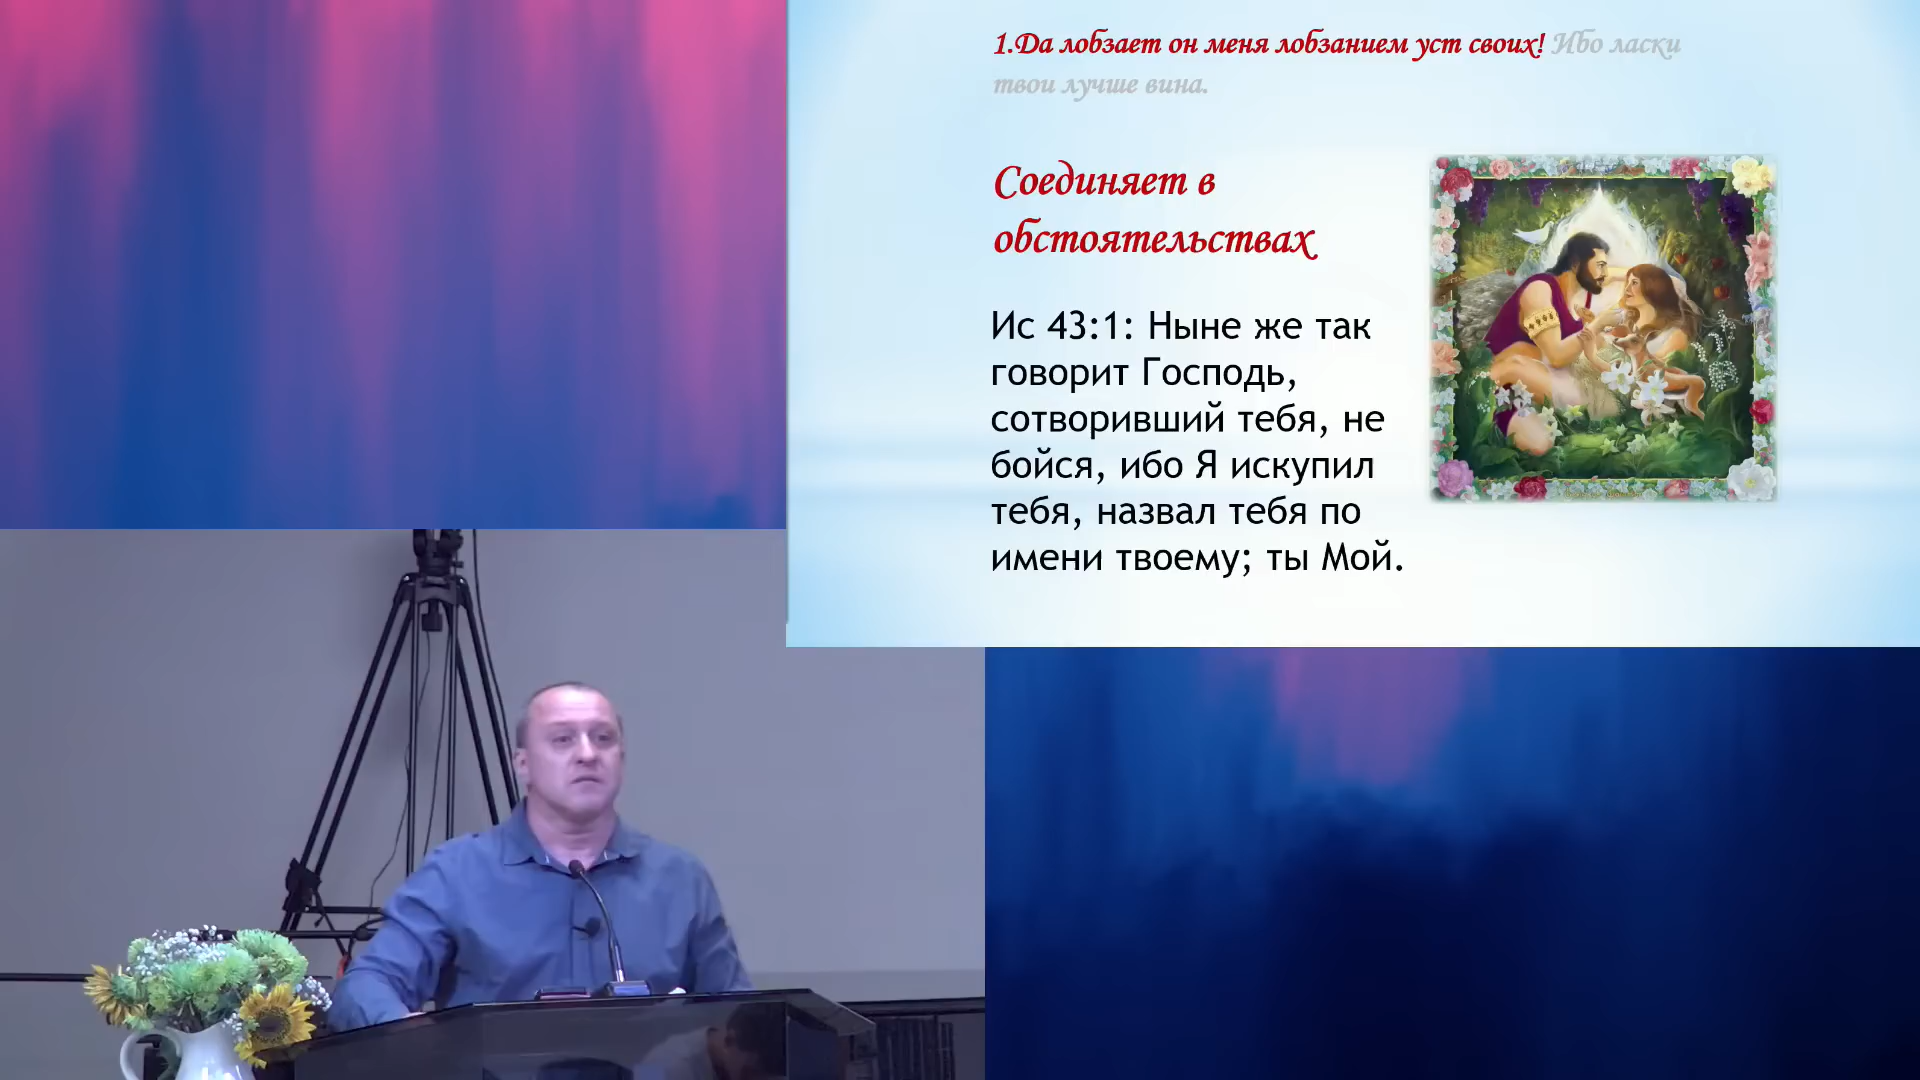 1.Да лобзает он меня лобзанием уст своих! Ибо ласки
твои лучше вина.
Соединяет в
обстоятельствах
Ис 43:1: Ныне же так
говорит Господь,
сотворивший тебя, не
бойся, ибо Я искупил
тебя, назвал тебя по
имени твоему; ты Мой.